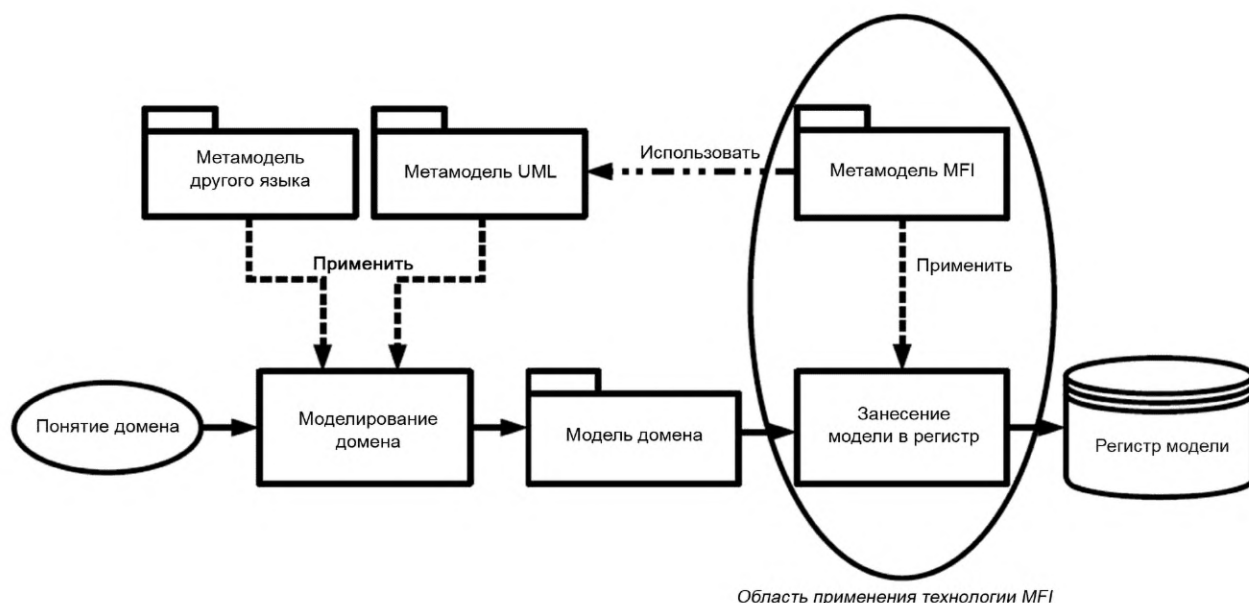 Использовать
Метамодель
другого языка
Метамодель UML
Метамодель MFI
Применить
Применить
Понятие домена
Моделирование
домена
Модель домена
Занесение
модели в регистр
Регистр модели
Область применения технологии MFI